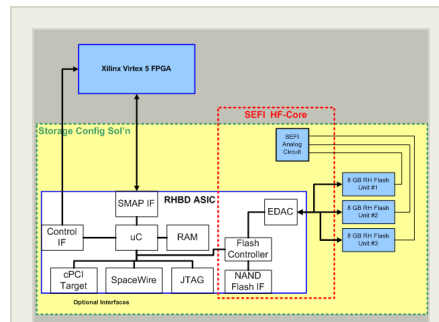 Xilinx Virtex 5 FPGA
SEFI HF-Core
Storage Config Sol'n
SEFI
Analog
Circuit
8 GB RH Flash
Unit #1
8 GB RH Flash
Unit #2
8 GB RH Flash
Unit #3
SMAP IF
RHBD ASIC
EDAC
Control
IF
uC
RAM
Flash
Controller
cPCI
Target
SpaceWire
JTAG
NAND
Flash IF
Optional Interfaces